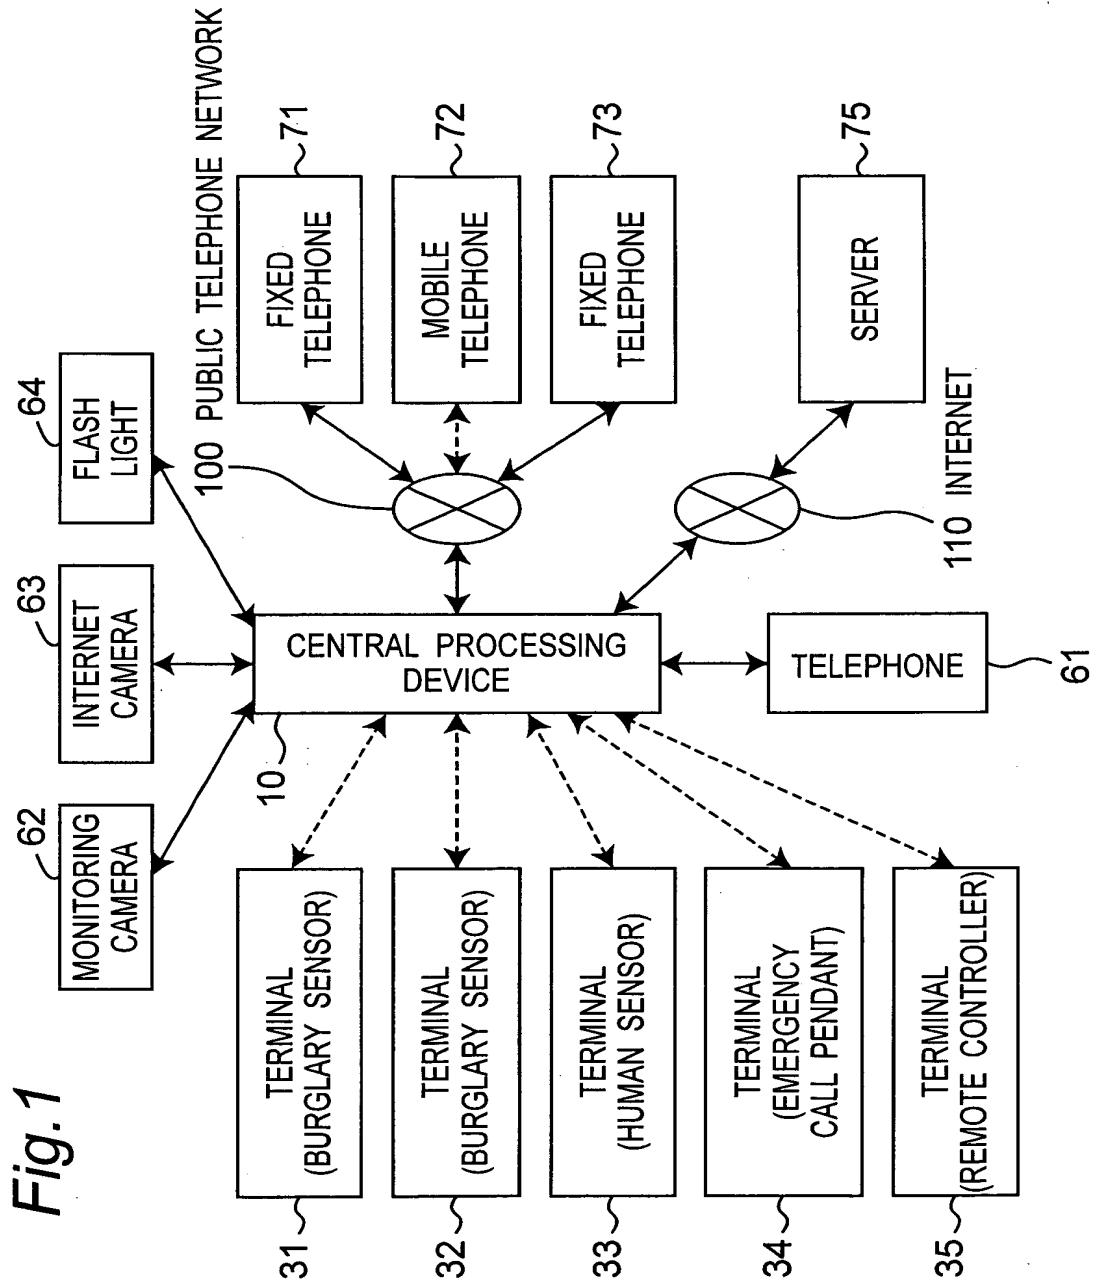 Fig.1
MONITORING
CAMERA
62
INTERNET
CAMERA
63
FLASH
LIGHT
64
31
TERMINAL
(BURGLARY SENSOR)
32
TERMINAL
(BURGLARY SENSOR)
33
TERMINAL
(HUMAN SENSOR)
34
TERMINAL
(EMERGENCY
CALL PENDANT)
35
TERMINAL
(REMOTE CONTROLLER)
10
CENTRAL PROCESSING
DEVICE
TELEPHONE
61
100 PUBLIC TELEPHONE NETWORK
110 INTERNET
FIXED
TELEPHONE
71
MOBILE
TELEPHONE
72
FIXED
TELEPHONE
73
SERVER
75